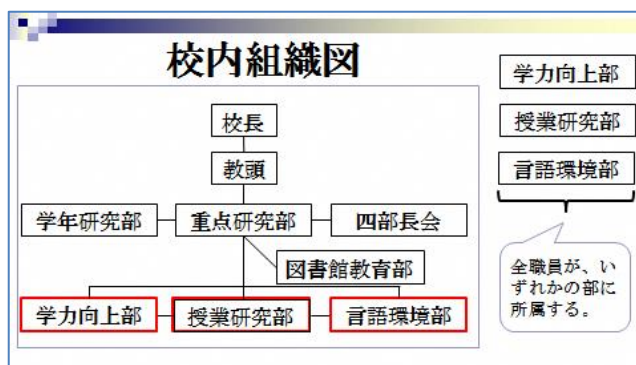 校内組織図
校長
教頭
学年研究部
重点研究部
四部長会
図書館教育部
学力向上部
授業研究部
言語環境部
学力向上部
授業研究部
言語環境部
全職員が、い
ずれかの部に
所属する。